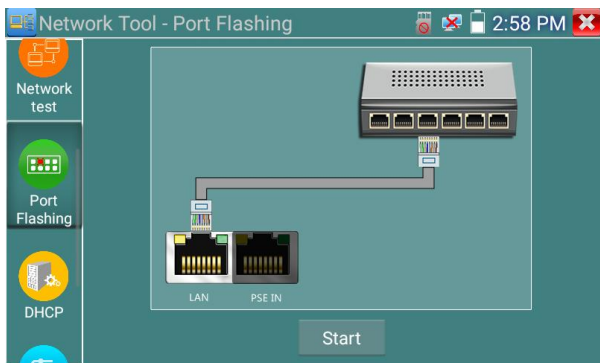 Network Tool - Port Flashing
2:58 PM
Network
test
Port
Flashing
DHCP
LAN
PSE IN
Start